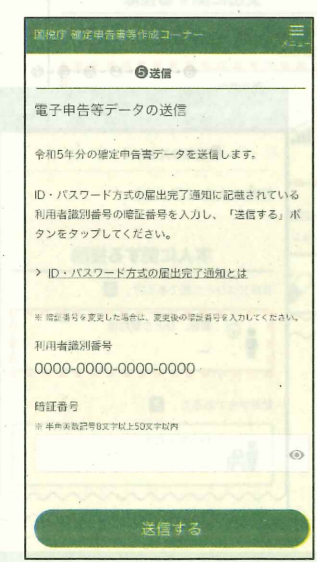 国税庁 確定申告書等作成コーナー
メニュー
❺送信
電子申告等データの送信
令和5年分の確定申告書データを送信します。
ID・パスワード方式の届出完了通知に記載されている
利用者識別番号の暗証番号を入力し、「送信する」ボ
タンをタップしてください。
> ID・パスワード方式の届出完了通知とは
※ 暗証番号を変更した場合は、変更後の暗証番号を入力してください。
利用者識別番号
0000-0000-0000-0000
暗証番号
※ 半角英数記号8文字以上50文字以内
送信する